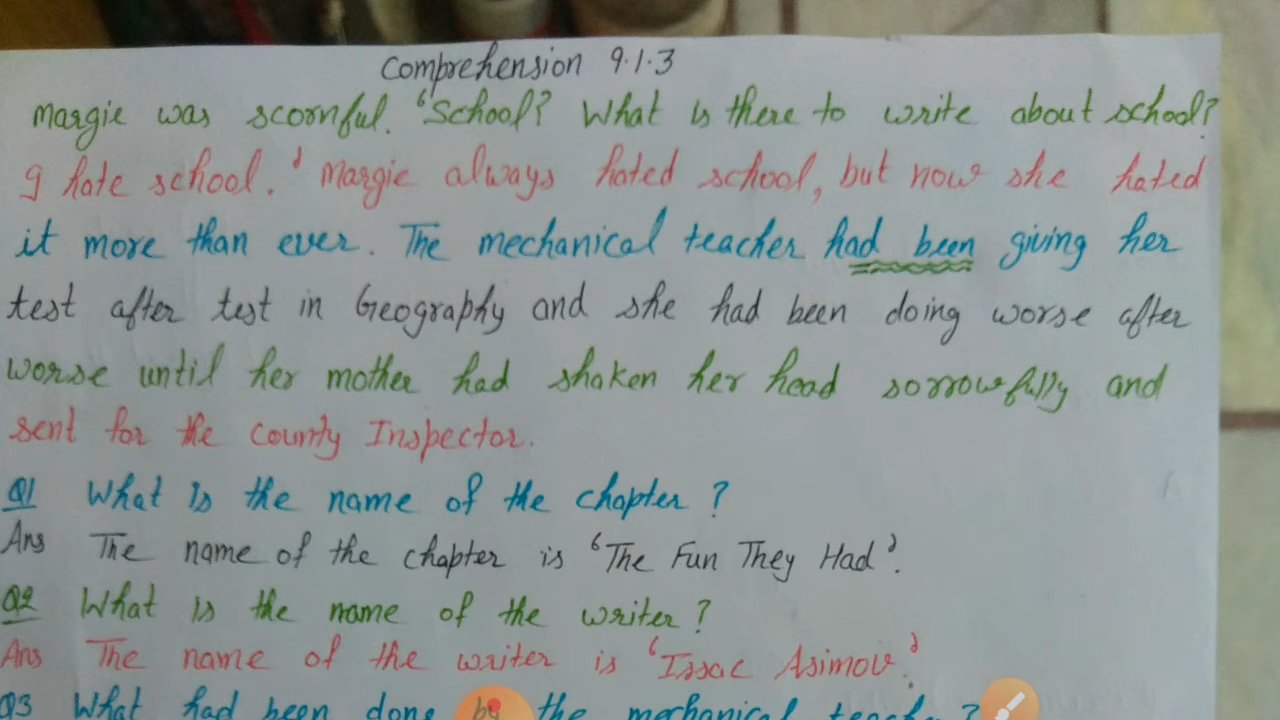 Comprehension 9.1.3
Margie was scornful. 'School? What is there to write about school?
I hate school.' Margie always hated school, but now she hated
it more than ever. The mechanical teacher had been giving her
test after test in Geography and she had been doing worse after
worse until her mother had shaken her head sorrowfully and
sent for the County Inspector.
Q1 What is the name of the chapter?
Ans The name of the chapter is 'The Fun They Had'.
Q2 What is the name of the writer?
Ans The name of the writer is 'Issac Asimov'.
Q3 What had been done by the mechanical teacher?